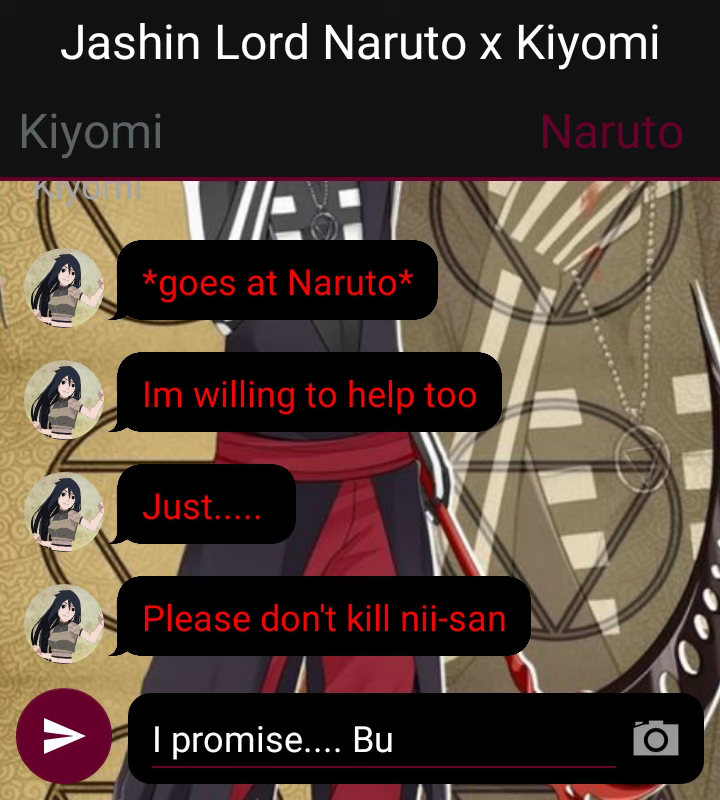 Jashin Lord Naruto x Kiyomi
Kiyomi Naruto
Kiyomi
*goes at Naruto*
Im willing to help too
Just.....
Please don't kill nii-san
I promise.... Bu